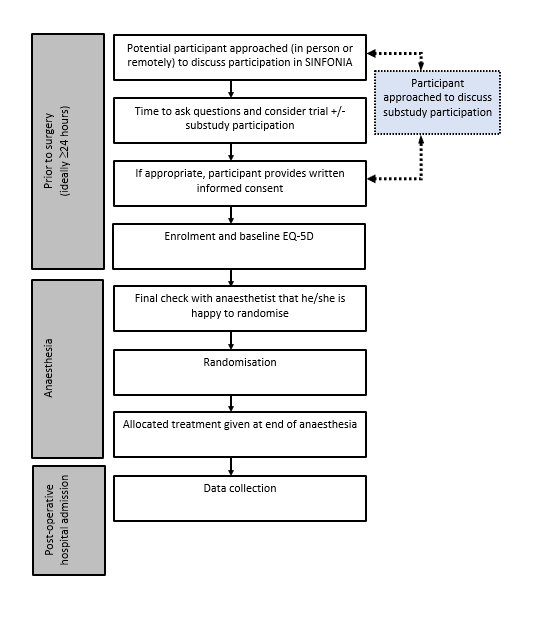 Prior to surgery
(ideally ≥24 hours)
Potential participant approached (in person or
remotely) to discuss participation in SINFONIA
Participant
approached to discuss
substudy participation
Time to ask questions and consider trial +/-
substudy participation
If appropriate, participant provides written
informed consent
Enrolment and baseline EQ-5D
Anaesthesia
Final check with anaesthetist that he/she is
happy to randomise
Randomisation
Allocated treatment given at end of anaesthesia
Post-operative
hospital admission
Data collection